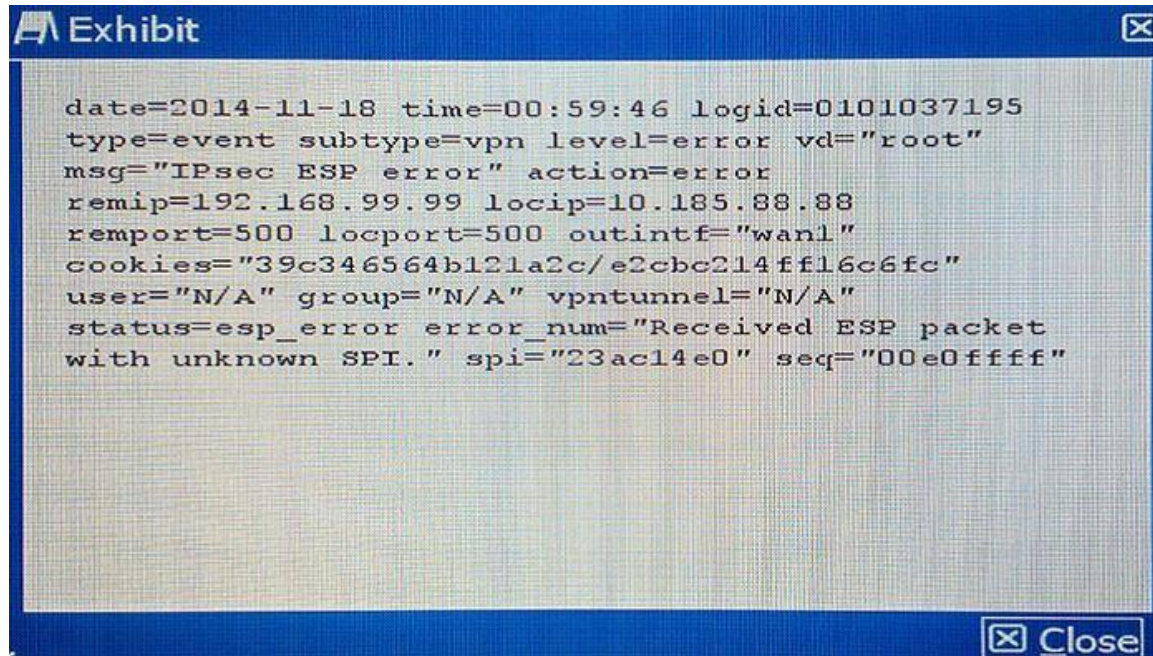 Exhibit
date=2014-11-18 time=00:59:46 logid=0101037195
type=event subtype=vpn level=error vd="root"
msg="IPsec ESP error" action=error
remip=192.168.99.99 locip=10.185.88.88
remport=500 locport=500 outintf="wan1"
cookies="39c346564b121a2c/e2cbc214ff16c6fc"
user="N/A" group="N/A" vpntunnel="N/A"
status=esp_error error_num="Received ESP packet
with unknown SPI." spi="23ac14e0" seq="00e0ffff"
Close